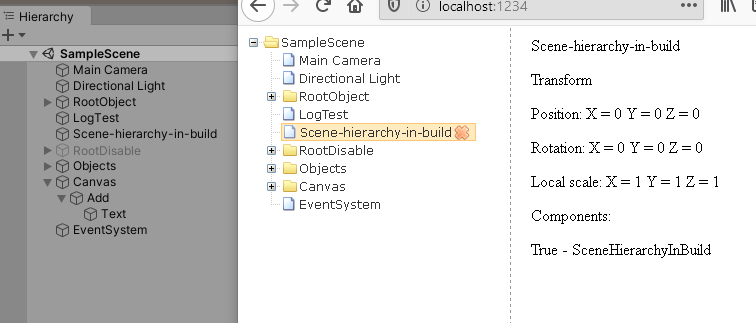 Hierarchy
SampleScene
Main Camera
Directional Light
RootObject
LogTest
Scene-hierarchy-in-build
RootDisable
Objects
Canvas
Add
Text
EventSystem
localhost:1234
SampleScene
Main Camera
Directional Light
RootObject
LogTest
Scene-hierarchy-in-build
RootDisable
Objects
Canvas
EventSystem
Scene-hierarchy-in-build
Transform
Position: X = 0 Y = 0 Z = 0
Rotation: X = 0 Y = 0 Z = 0
Local scale: X = 1 Y = 1 Z = 1
Components:
True - SceneHierarchyInBuild